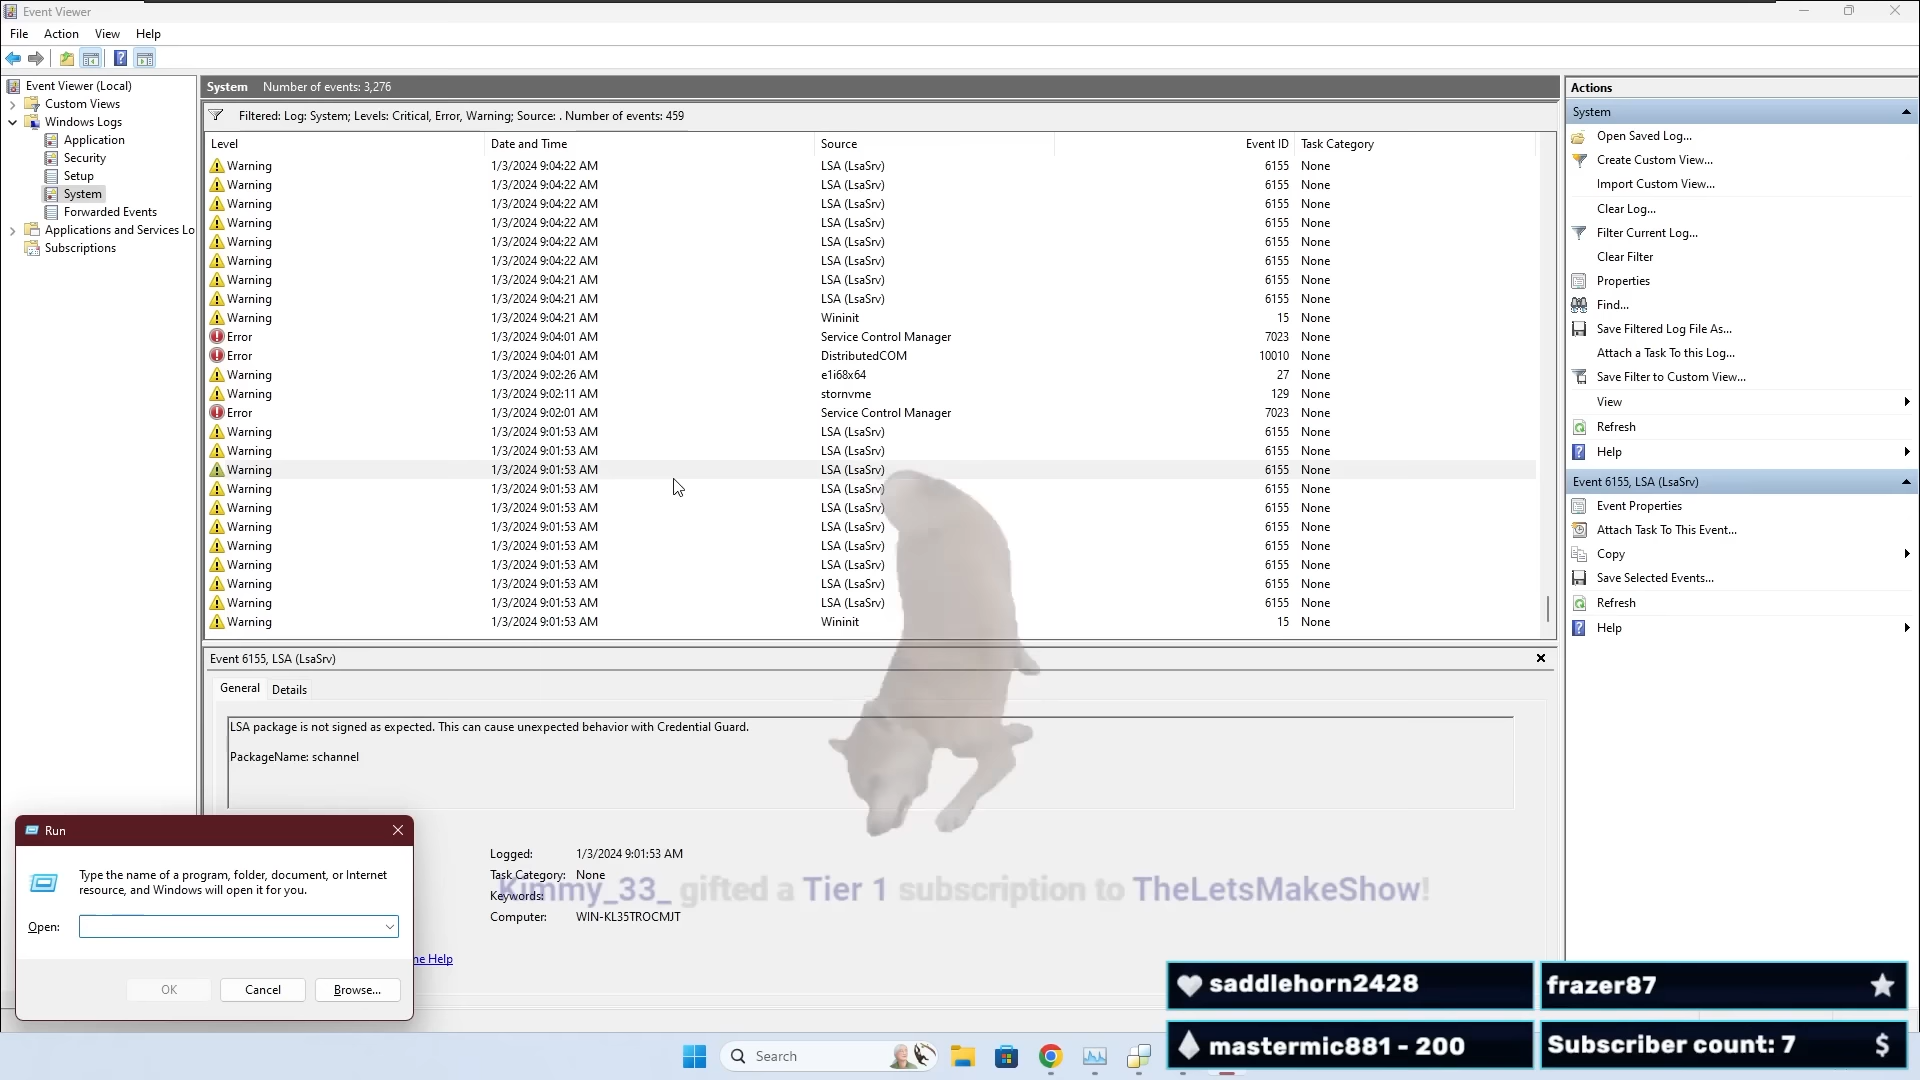 Event Viewer
File Action View Help
Event Viewer (Local)
Custom Views
Windows Logs
Application
Security
Setup
System
Forwarded Events
Applications and Services Lo
Subscriptions
System Number of events: 3,276
Filtered: Log: System; Levels: Critical, Error, Warning; Source: . Number of events: 459
Level Date and Time Source Event ID Task Category
Warning 1/3/2024 9:04:22 AM LSA (LsaSrv) 6155 None
Warning 1/3/2024 9:04:22 AM LSA (LsaSrv) 6155 None
Warning 1/3/2024 9:04:22 AM LSA (LsaSrv) 6155 None
Warning 1/3/2024 9:04:22 AM LSA (LsaSrv) 6155 None
Warning 1/3/2024 9:04:22 AM LSA (LsaSrv) 6155 None
Warning 1/3/2024 9:04:22 AM LSA (LsaSrv) 6155 None
Warning 1/3/2024 9:04:21 AM LSA (LsaSrv) 6155 None
Warning 1/3/2024 9:04:21 AM LSA (LsaSrv) 6155 None
Warning 1/3/2024 9:04:21 AM Wininit 15 None
Error 1/3/2024 9:04:01 AM Service Control Manager 7023 None
Error 1/3/2024 9:04:01 AM DistributedCOM 10010 None
Warning 1/3/2024 9:02:26 AM e1i68x64 27 None
Warning 1/3/2024 9:02:11 AM stornvme 129 None
Error 1/3/2024 9:02:01 AM Service Control Manager 7023 None
Warning 1/3/2024 9:01:53 AM LSA (LsaSrv) 6155 None
Warning 1/3/2024 9:01:53 AM LSA (LsaSrv) 6155 None
Warning 1/3/2024 9:01:53 AM LSA (LsaSrv) 6155 None
Warning 1/3/2024 9:01:53 AM LSA (LsaSrv) 6155 None
Warning 1/3/2024 9:01:53 AM LSA (LsaSrv) 6155 None
Warning 1/3/2024 9:01:53 AM LSA (LsaSrv) 6155 None
Warning 1/3/2024 9:01:53 AM LSA (LsaSrv) 6155 None
Warning 1/3/2024 9:01:53 AM LSA (LsaSrv) 6155 None
Warning 1/3/2024 9:01:53 AM LSA (LsaSrv) 6155 None
Warning 1/3/2024 9:01:53 AM LSA (LsaSrv) 6155 None
Warning 1/3/2024 9:01:53 AM Wininit 15 None
Event 6155, LSA (LsaSrv)
General Details
LSA package is not signed as expected. This can cause unexpected behavior with Credential Guard.
PackageName: schannel
Logged: 1/3/2024 9:01:53 AM
Task Category: None
Keywords:
Computer: WIN-KL35TROCMJT
ne Help
Kimmy_33_ gifted a Tier 1 subscription to TheLetsMakeShow!
Actions
System
Open Saved Log...
Create Custom View...
Import Custom View...
Clear Log...
Filter Current Log...
Clear Filter
Properties
Find...
Save Filtered Log File As...
Attach a Task To this Log...
Save Filter to Custom View...
View
Refresh
Help
Event 6155, LSA (LsaSrv)
Event Properties
Attach Task To This Event...
Copy
Save Selected Events...
Refresh
Help
Run
Type the name of a program, folder, document, or Internet
resource, and Windows will open it for you.
Open:
OK Cancel Browse...
Search
saddlehorn2428
frazer87
mastermic881 - 200
Subscriber count: 7